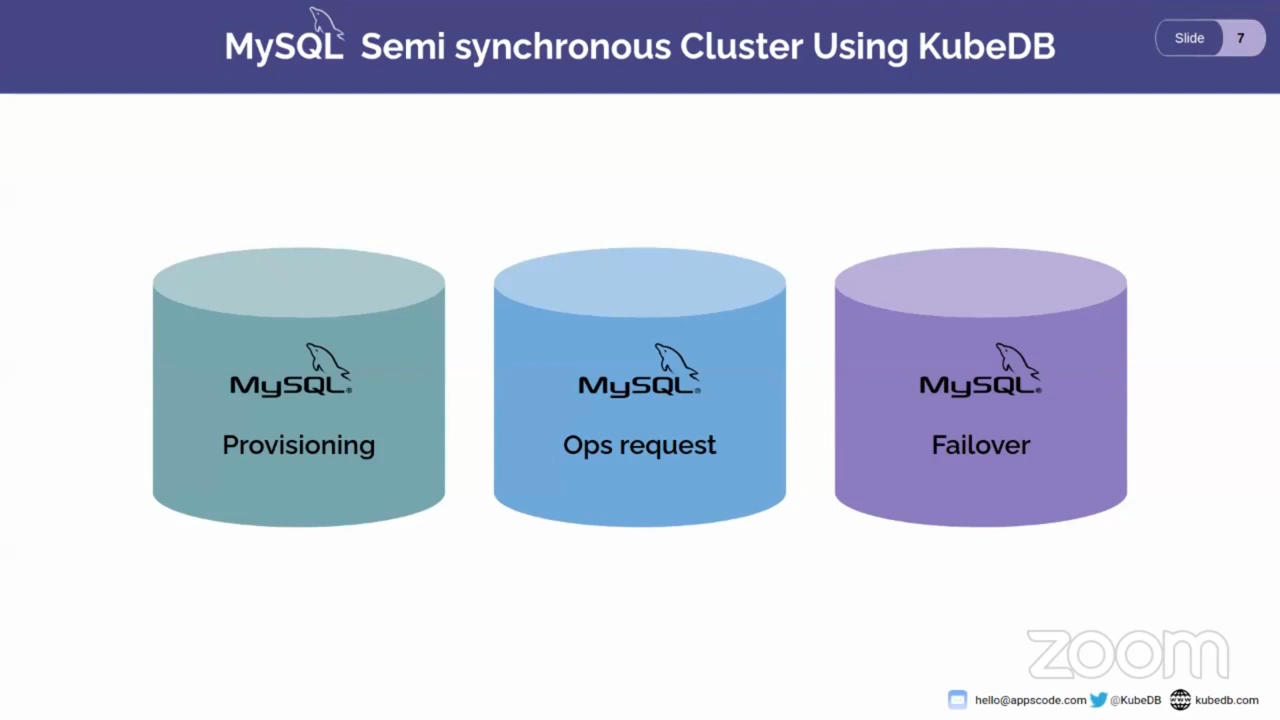 MySQL Semi synchronous Cluster Using KubeDB
Slide 7
MySQL®
Provisioning
MySQL®
Ops request
MySQL®
Failover
zoom
hello@appscode.com @KubeDB kubedb.com